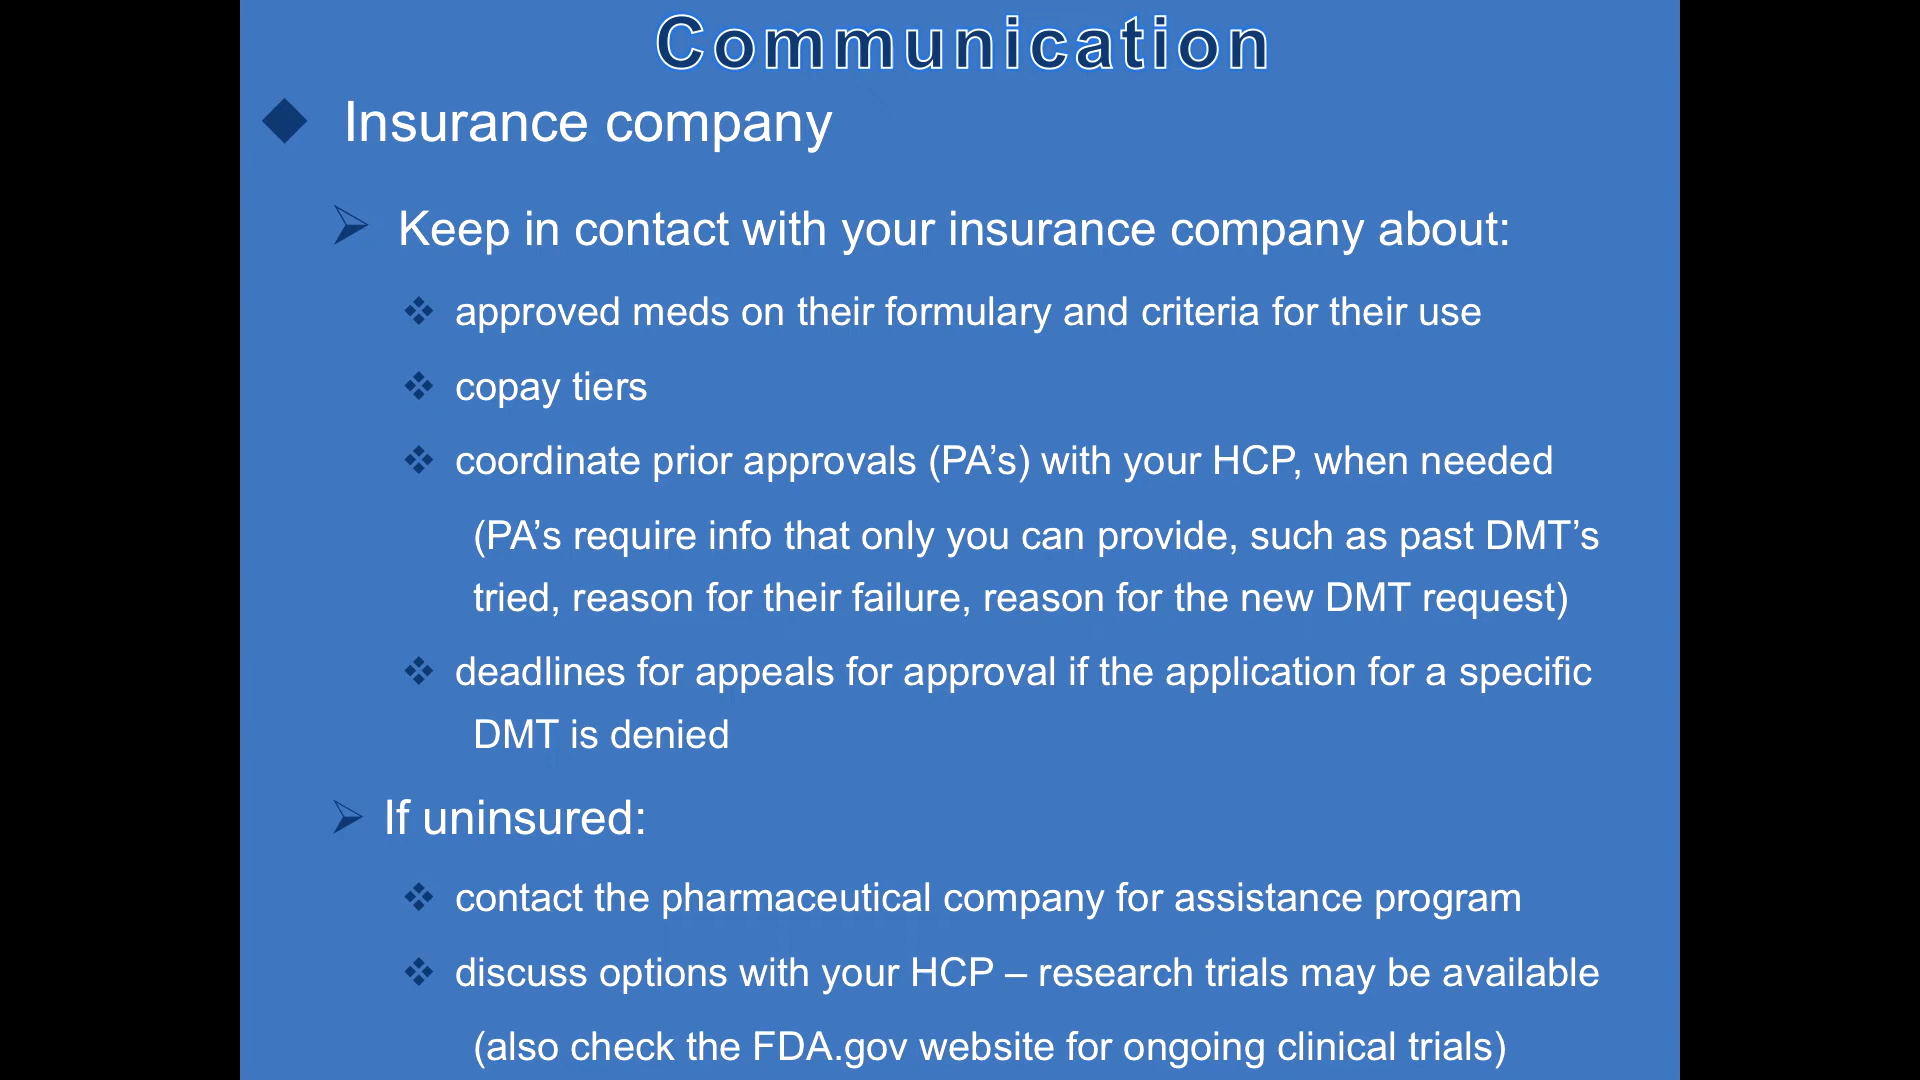 Communication
Insurance company
Keep in contact with your insurance company about:
approved meds on their formulary and criteria for their use
copay tiers
coordinate prior approvals (PA’s) with your HCP, when needed
(PA’s require info that only you can provide, such as past DMT’s
tried, reason for their failure, reason for the new DMT request)
deadlines for appeals for approval if the application for a specific
DMT is denied
If uninsured:
contact the pharmaceutical company for assistance program
discuss options with your HCP – research trials may be available
(also check the FDA.gov website for ongoing clinical trials)